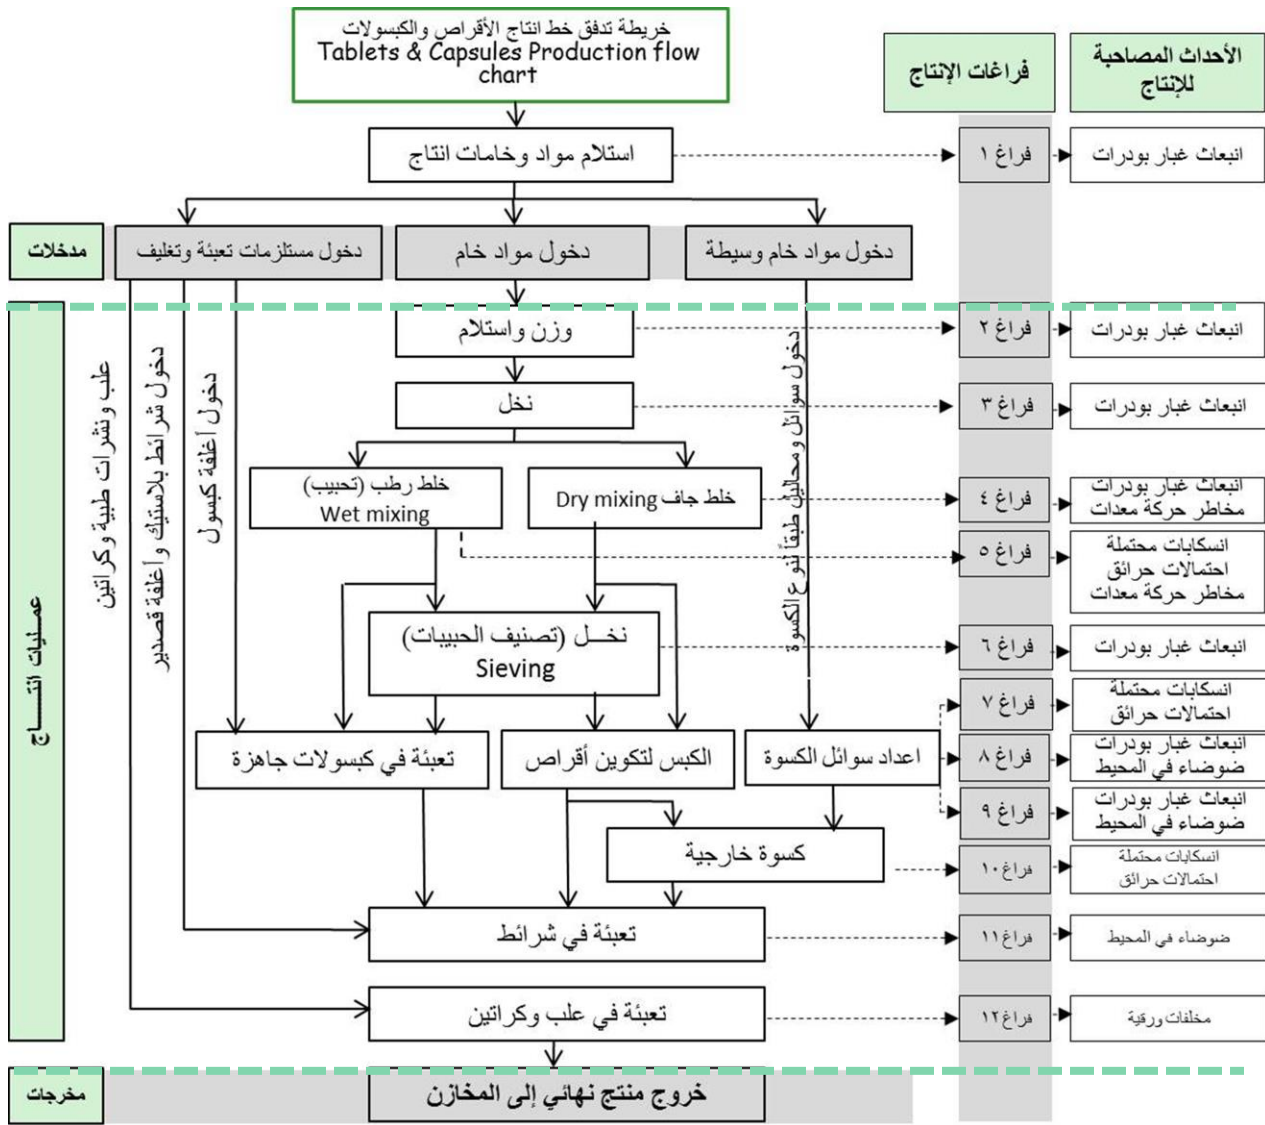 خريطة تدفق خط انتاج الأقراص والكبسولات
Tablets & Capsules Production flow
chart
فراغات الإنتاج
الأحداث المصاحبة
للإنتاج
استلام مواد وخامات انتاج
فراغ ١
انبعاث غبار بودرات
مدخلات
دخول مواد خام وسيطة
دخول مواد خام
دخول مستلزمات تعبئة وتغليف
عمـليات انتــــاج
وزن واستلام
فراغ ٢
انبعاث غبار بودرات
نخل
فراغ ٣
انبعاث غبار بودرات
دخول سوائل ومحاليل طبقاً لنوع الكسوة
دخول أغلفة كبسول
دخول شرائط بلاستيك وأغلفة قصدير
علب ونشرات طبية وكراتين
خلط جاف Dry mixing
خلط رطب (تحبيب)
Wet mixing
فراغ ٤
انبعاث غبار بودرات
مخاطر حركة معدات
فراغ ٥
انسكابات محتملة
احتمالات حرائق
مخاطر حركة معدات
نخــل (تصنيف الحبيبات)
Sieving
فراغ ٦
انبعاث غبار بودرات
اعداد سوائل الكسوة
الكبس لتكوين أقراص
تعبئة في كبسولات جاهزة
فراغ ٧
انسكابات محتملة
احتمالات حرائق
فراغ ٨
انبعاث غبار بودرات
ضوضاء في المحيط
فراغ ٩
انبعاث غبار بودرات
ضوضاء في المحيط
كسوة خارجية
فراغ ١٠
انسكابات محتملة
احتمالات حرائق
تعبئة في شرائط
فراغ ١١
ضوضاء في المحيط
تعبئة في علب وكراتين
فراغ ١٢
مخلفات ورقية
مخرجات
خروج منتج نهائي إلى المخازن